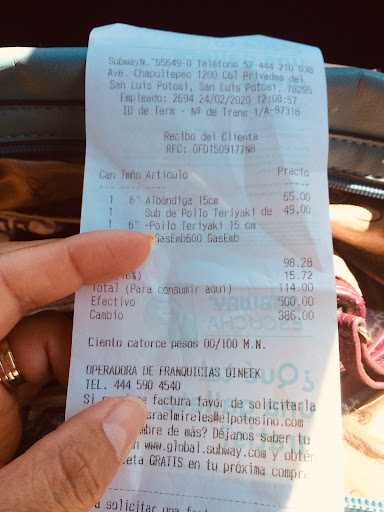 SubwayN.°55649-0 Teléfono 52-444 210 038
Ave. Chapultepec 1200 Col Privadas del
San Luis Potosi, San Luis Potosi, 78295
Empleado: 2694 24/02/2020 12:08:57
ID de Term - Nº de Trans 1/A-97318
Recibo del Cliente
RFC: OFD1509177N8
Can Tmño Artículo Precio
1 6" Albóndiga 15cm 65.00
1 Sub de Pollo Teriyaki de 49.00
1 6" -Pollo Teriyaki 15 cm
GasEmb600 GasEmb
98.28
15.72
Total (Para consumir aquí) 114.00
Efectivo 500.00
Cambio 386.00
Ciento catorce pesos 00/100 M.N.
OPERADORA DE FRANQUICIAS DINEEK
TEL. 444 590 4540
factura favor de solicitarla
sraelmireles@elpotosino.com
mbre de más? Déjanos saber tu
n www.global.subway.com y obtén
eta GRATIS en tu próxima compr
a solicitar una